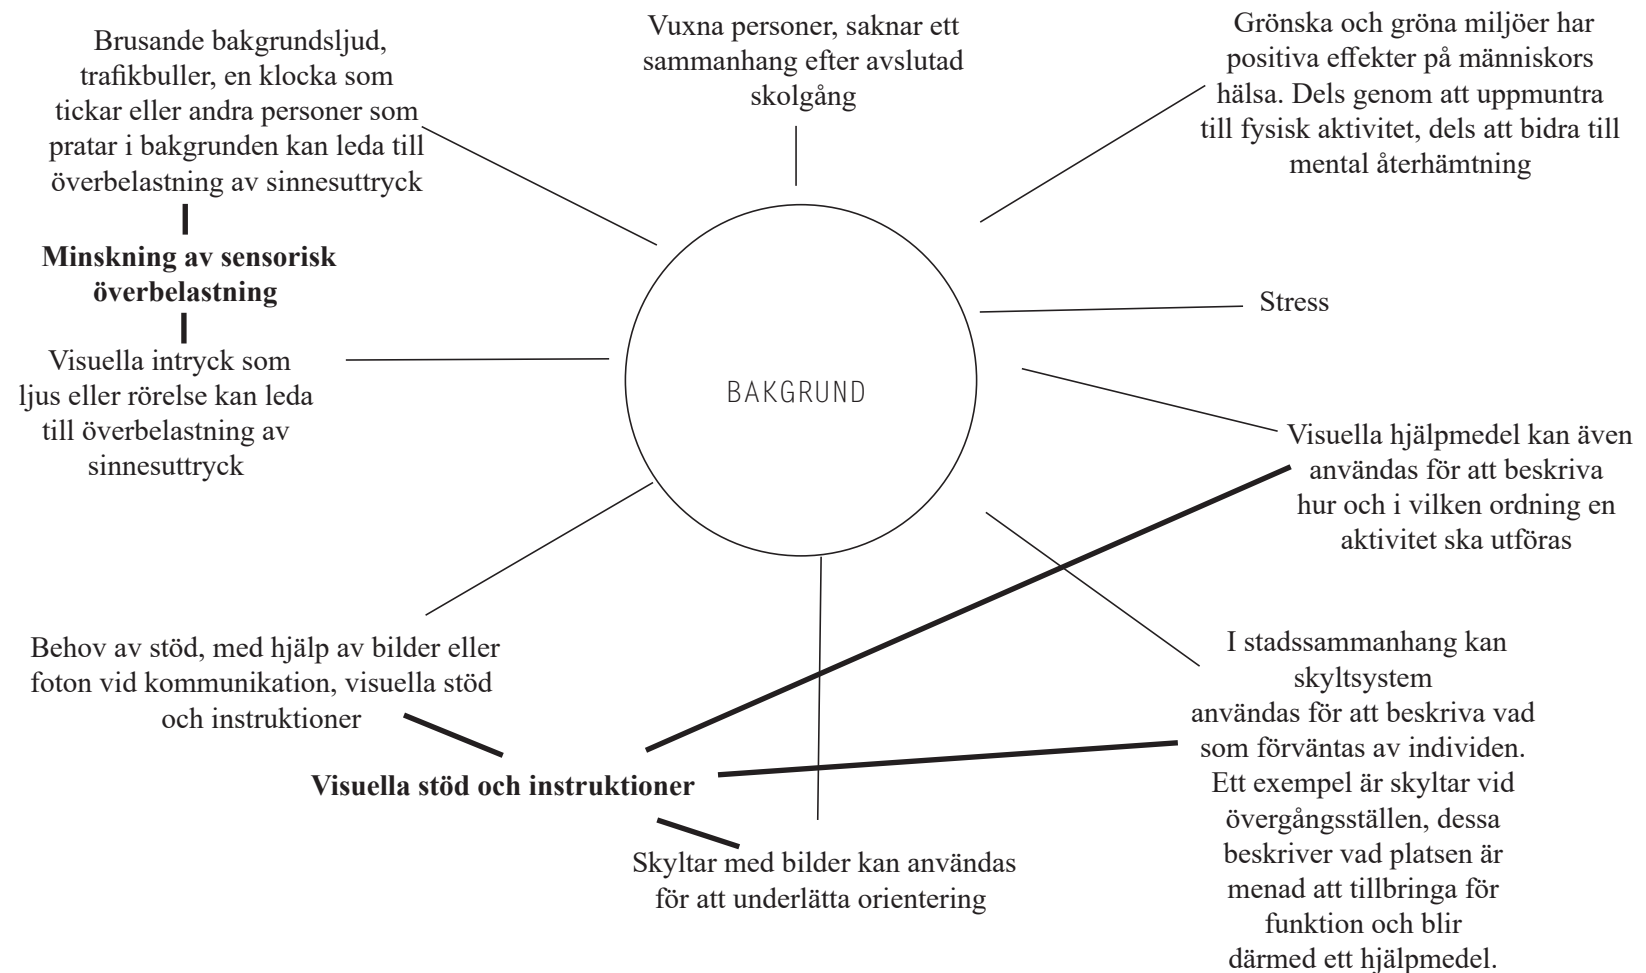 Brusande bakgrundsljud,
trafikbuller, en klocka som
tickar eller andra personer som
pratar i bakgrunden kan leda till
överbelastning av sinnesuttryck
Minskning av sensorisk
överbelastning
Visuella intryck som
ljus eller rörelse kan leda
till överbelastning av
sinnesuttryck
Vuxna personer, saknar ett
sammanhang efter avslutad
skolgång
Grönska och gröna miljöer har
positiva effekter på människors
hälsa. Dels genom att uppmuntra
till fysisk aktivitet, dels att bidra till
mental återhämtning
Stress
BAKGRUND
Visuella hjälpmedel kan även
användas för att beskriva
hur och i vilken ordning en
aktivitet ska utföras
Behov av stöd, med hjälp av bilder eller
foton vid kommunikation, visuella stöd
och instruktioner
Visuella stöd och instruktioner
Skyltar med bilder kan användas
för att underlätta orientering
I stadssammanhang kan
skyltsystem
användas för att beskriva vad
som förväntas av individen.
Ett exempel är skyltar vid
övergångsställen, dessa
beskriver vad platsen är
menad att tillbringa för
funktion och blir
därmed ett hjälpmedel.